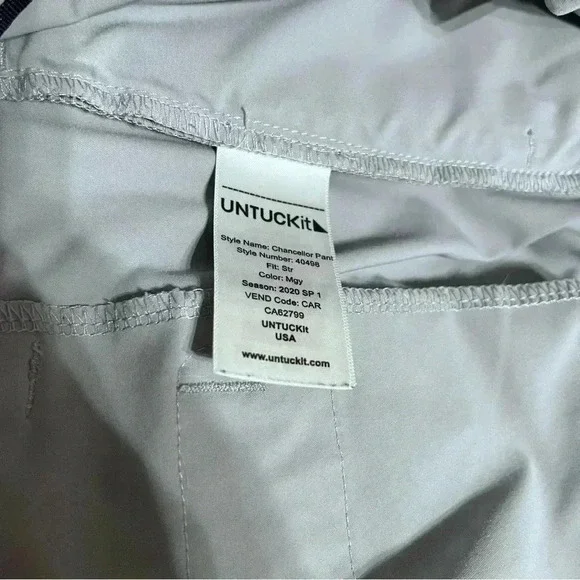 UNTUCKit
Style Name: Chancellor Pant
Style Number: 40498
Fit: Str
Color: Mgy
Season: 2020 SP 1
VEND Code: CAR
CA62799
UNTUCKit
USA
www.untuckit.com